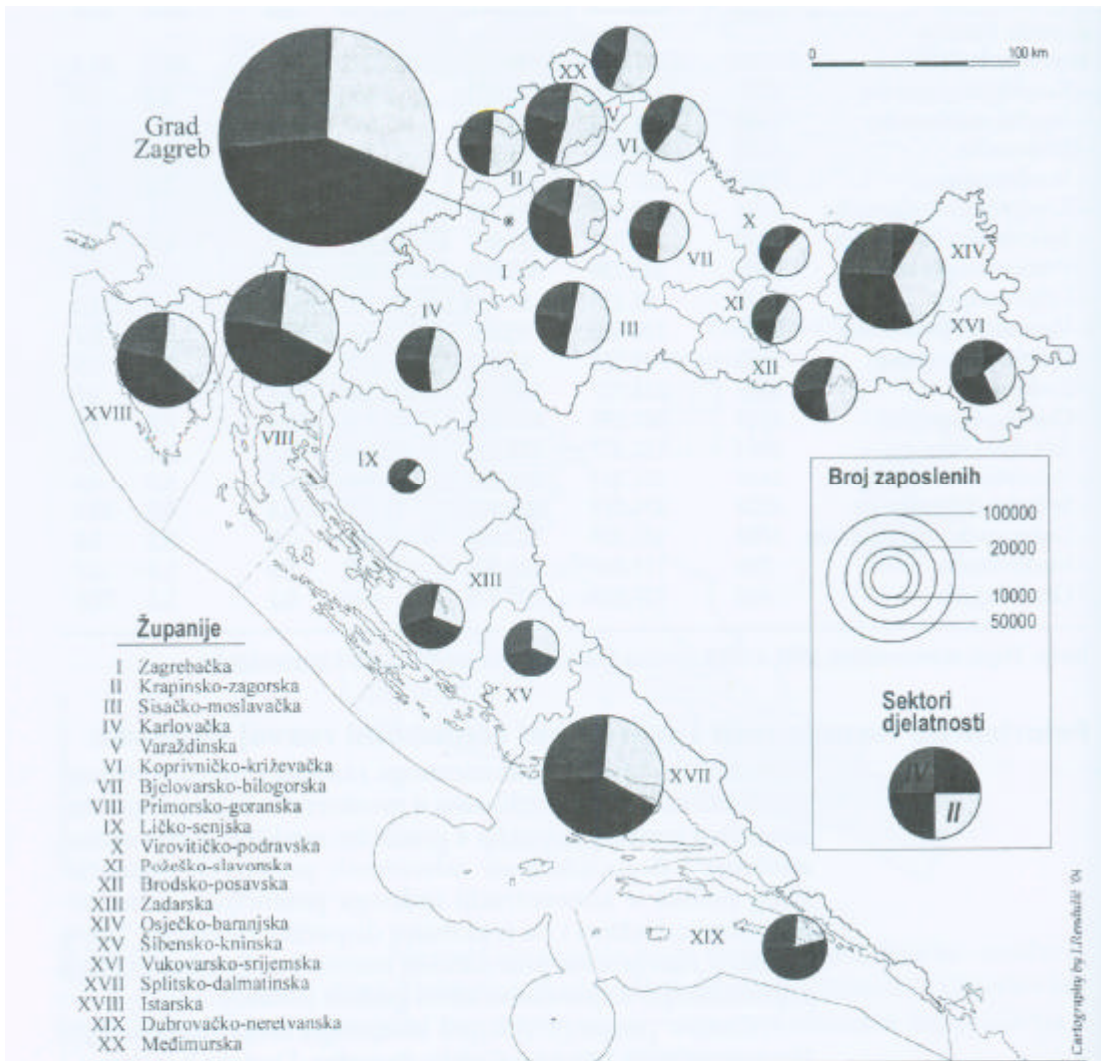 Grad
Zagreb
0
100 km
XX
V
VI
II
I
VII
X
XIV
XI
III
IV
XVI
XII
XVIII
VIII
IX
XIII
XV
XVII
XIX
Broj zaposlenih
100000
20000
10000
50000
Sektori
djelatnosti
IV
I
II
Županije
I Zagrebačka
II Krapinsko-zagorska
III Sisačko-moslavačka
IV Karlovačka
V Varaždinska
VI Koprivničko-križevačka
VII Bjelovarsko-bilogorska
VIII Primorsko-goranska
IX Ličko-senjska
X Virovitičko-podravska
XI Požeško-slavonska
XII Brodsko-posavska
XIII Zadarska
XIV Osječko-baranjska
XV Šibensko-kninska
XVI Vukovarsko-srijemska
XVII Splitsko-dalmatinska
XVIII Istarska
XIX Dubrovačko-neretvanska
XX Međimurska
Cartography by I.Rendulić '04